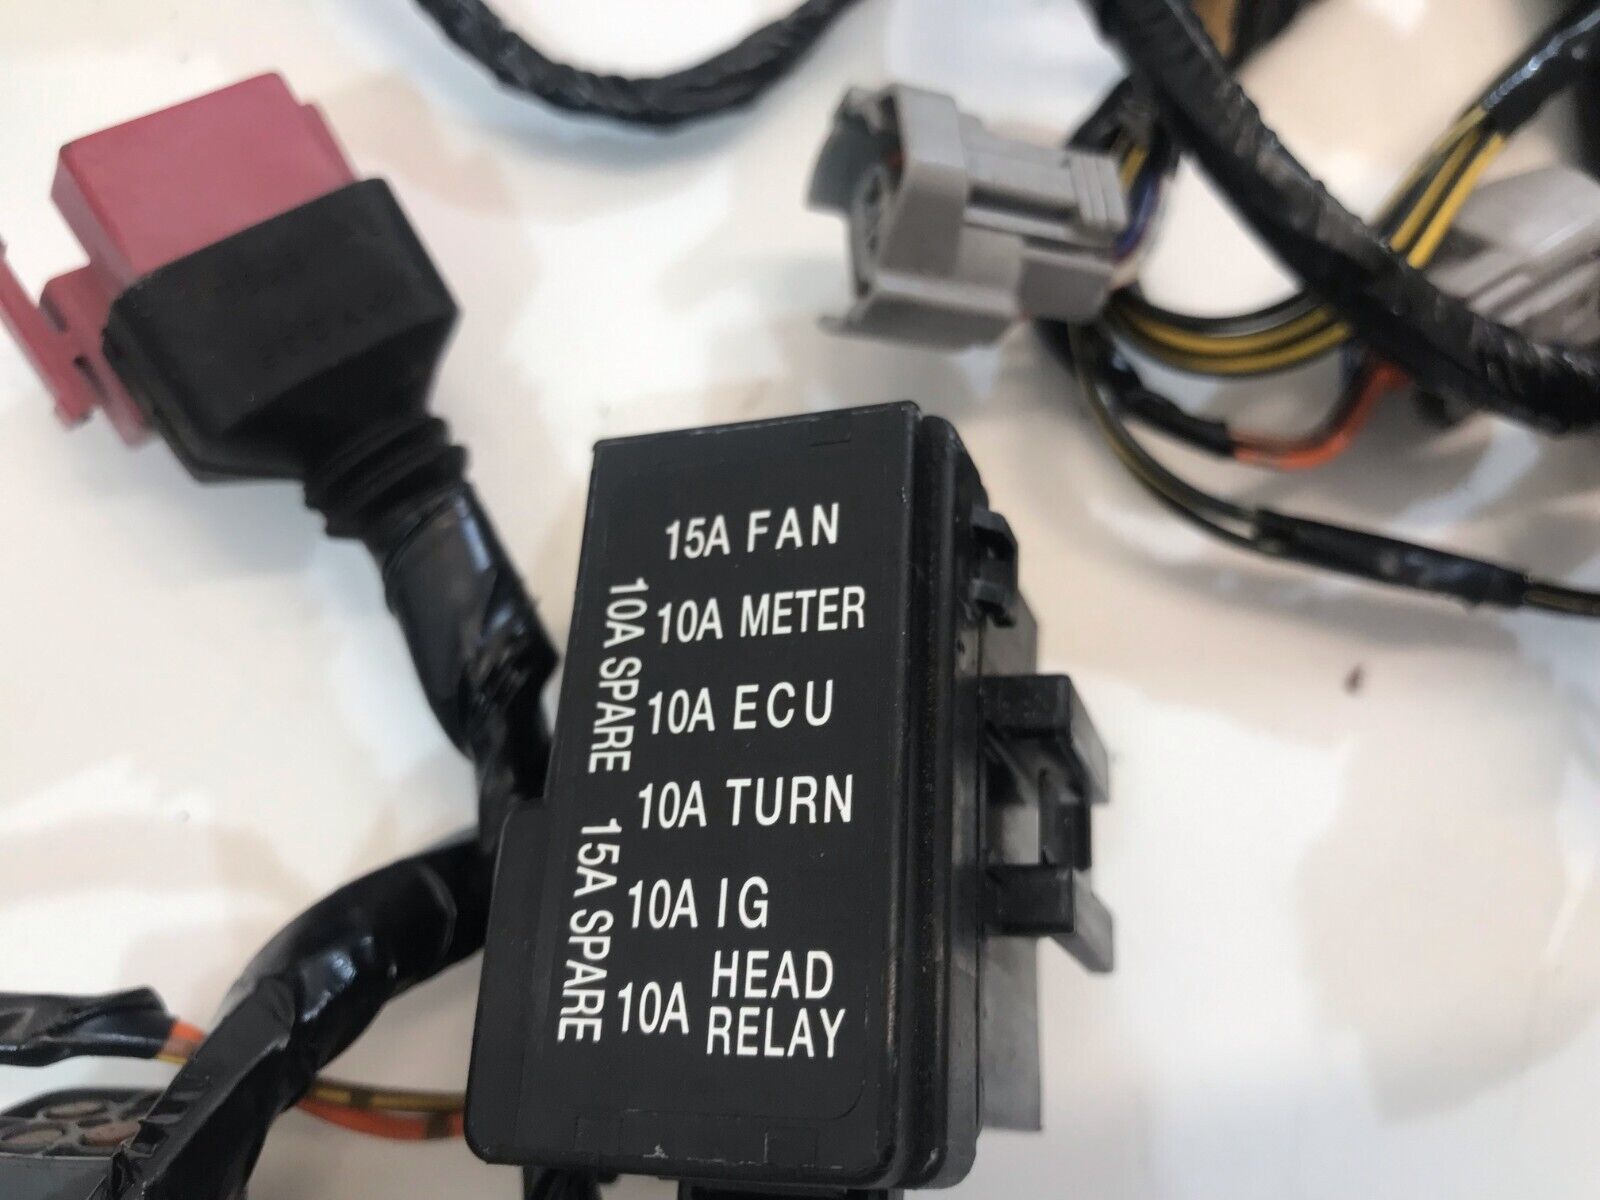 15A FAN
10A METER
10A ECU
10A TURN
10A IG
10A HEAD RELAY
10A SPARE
15A SPARE